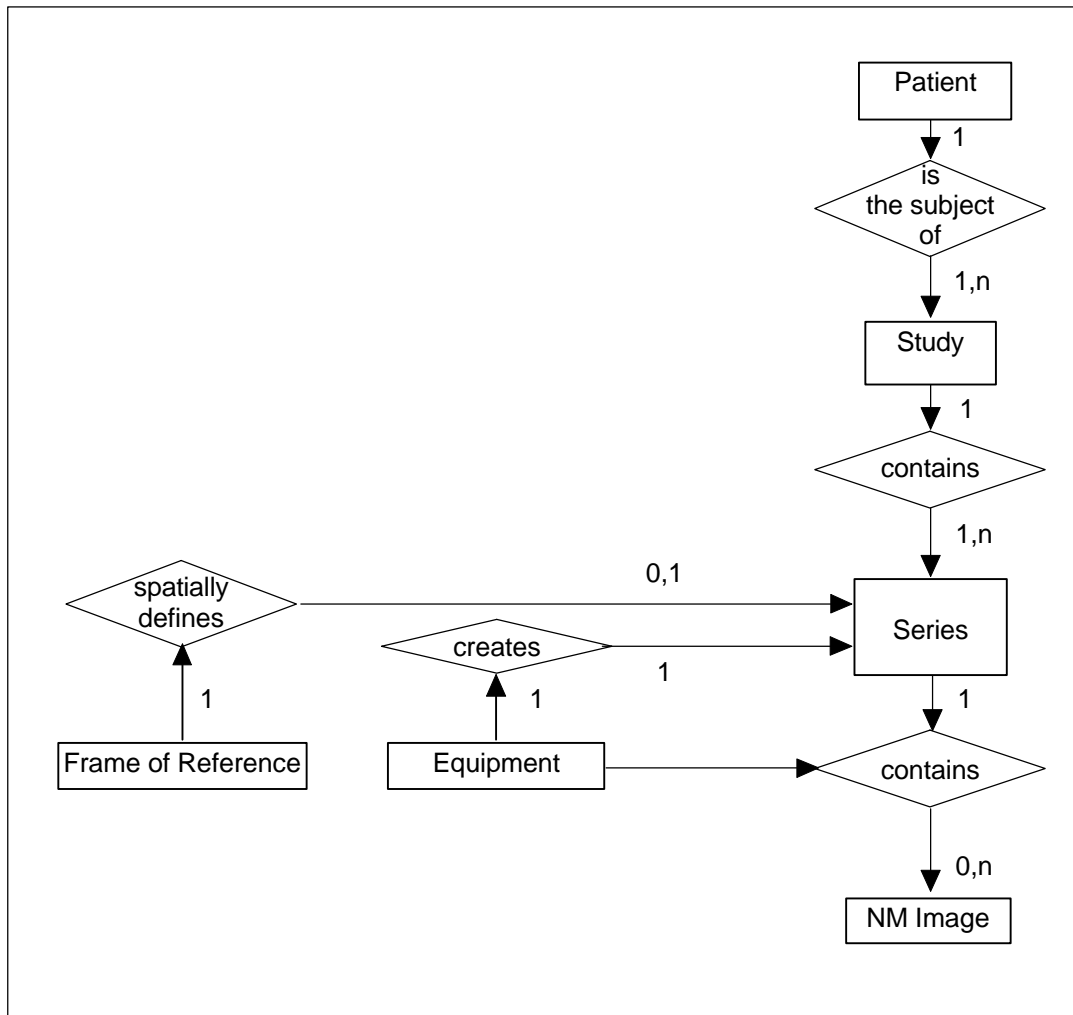 Patient
1
is
the subject
of
1,n
Study
1
contains
1,n
spatially
defines
0,1
Series
creates
1
1
1
1
Frame of Reference
Equipment
contains
0,n
NM Image